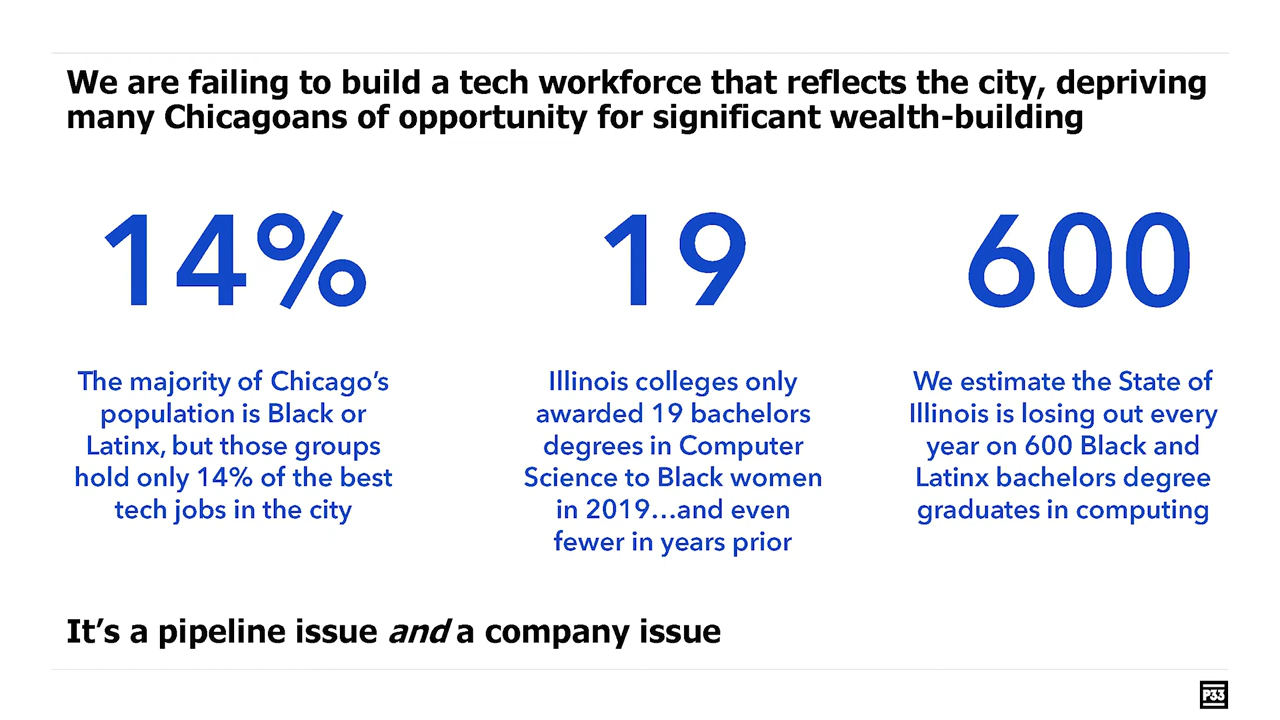 We are failing to build a tech workforce that reflects the city, depriving
many Chicagoans of opportunity for significant wealth-building
14%
The majority of Chicago’s
population is Black or
Latinx, but those groups
hold only 14% of the best
tech jobs in the city
19
Illinois colleges only
awarded 19 bachelors
degrees in Computer
Science to Black women
in 2019…and even
fewer in years prior
600
We estimate the State of
Illinois is losing out every
year on 600 Black and
Latinx bachelors degree
graduates in computing
It’s a pipeline issue and a company issue
P33